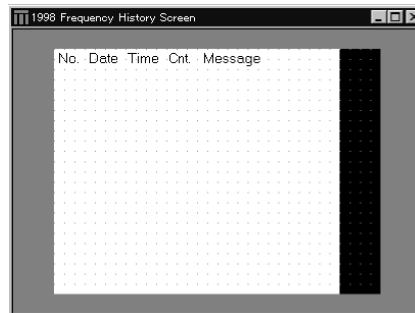 1998 Frequency History Screen
No. Date Time Cnt. Message